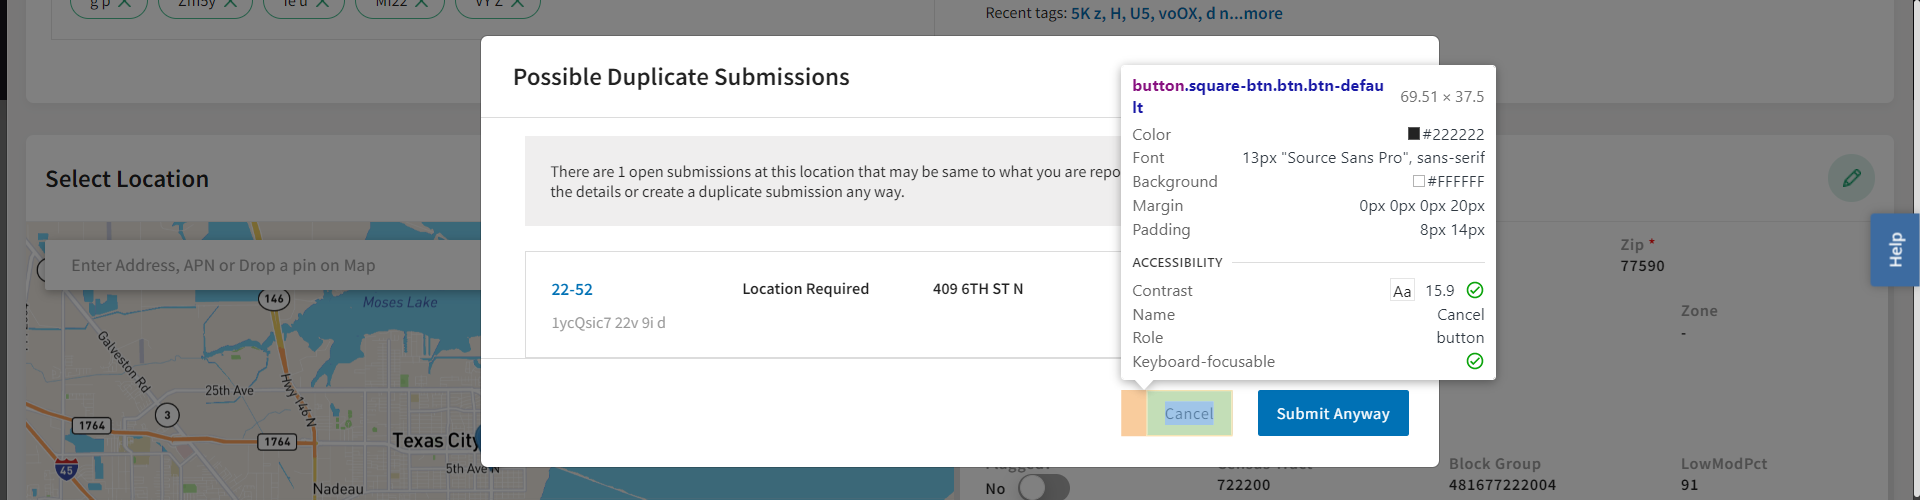 g p
Zm5y
Ie u
Mi22
VY Z
Recent tags: 5K z, H, U5, voOX, d n...more
Possible Duplicate Submissions
button.square-btn.btn.btn-defau
lt
69.51 × 37.5
Color
#222222
Font
13px "Source Sans Pro", sans-serif
Background
#FFFFFF
Margin
0px 0px 0px 20px
Padding
8px 14px
ACCESSIBILITY
Contrast
Aa
15.9
Name
Cancel
Role
button
Keyboard-focusable
There are 1 open submissions at this location that may be same to what you are repo
the details or create a duplicate submission any way.
22-52
Location Required
409 6TH ST N
1ycQsic7 22v 9i d
Cancel
Submit Anyway
Select Location
Enter Address, APN or Drop a pin on Map
146
Moses Lake
Galveston Rd
25th Ave
Hwy 146 N
3
1764
1764
Texas City
45
5th Ave N
Nadeau
Zip *
77590
Zone
-
Help
Flagged?
No
Census Tract
722200
Block Group
481677222004
LowModPct
91